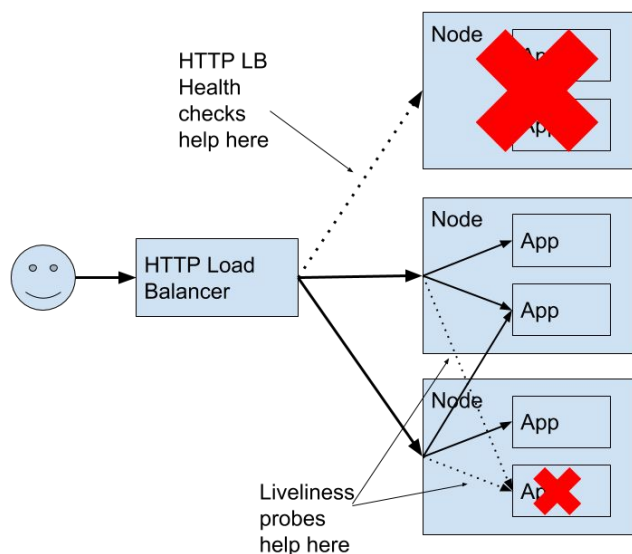 Node
HTTP LB
Health
checks
help here
Node
App
HTTP Load
Balancer
App
Node
App
Liveliness
probes
help here